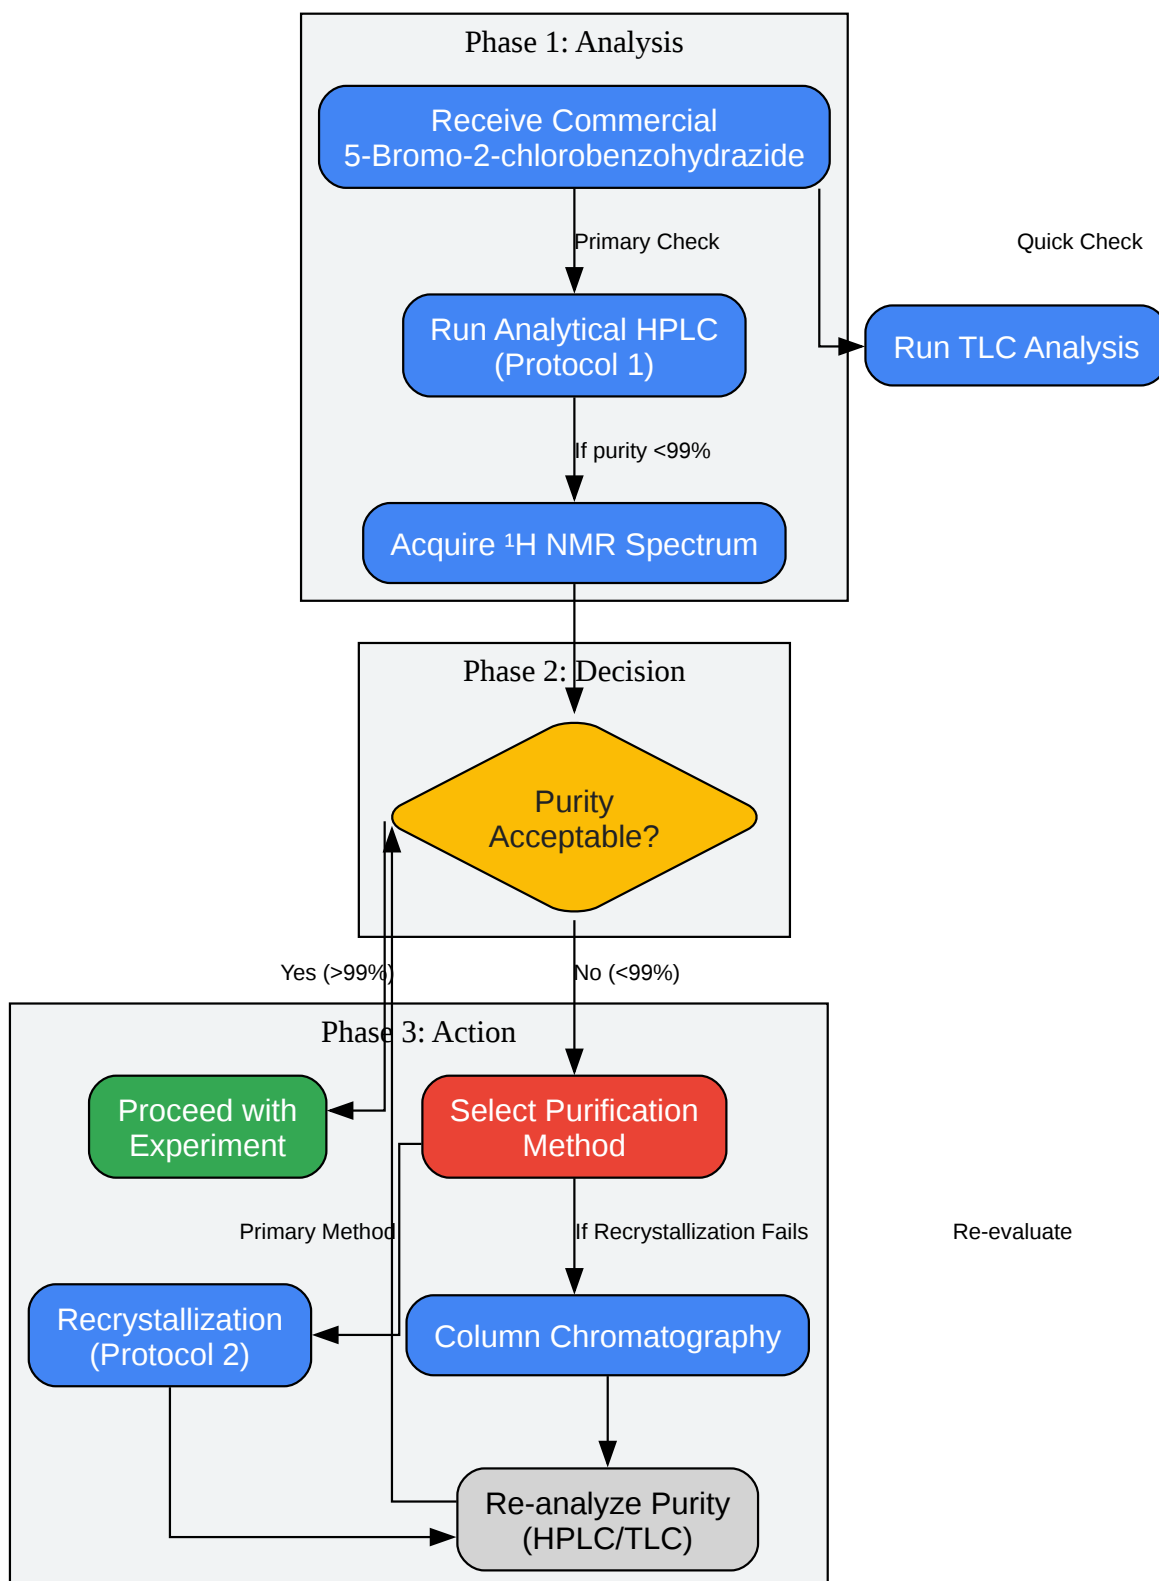 Phase 1: Analysis
Receive Commercial
5-Bromo-2-chlorobenzohydrazide
Primary Check
Quick Check
Run Analytical HPLC
(Protocol 1)
Run TLC Analysis
If purity <99%
Acquire ¹H NMR Spectrum
Phase 2: Decision
Purity
Acceptable?
Yes (>99%)
No (<99%)
Phase 3: Action
Proceed with
Experiment
Select Purification
Method
Primary Method
If Recrystallization Fails
Re-evaluate
Recrystallization
(Protocol 2)
Column Chromatography
Re-analyze Purity
(HPLC/TLC)